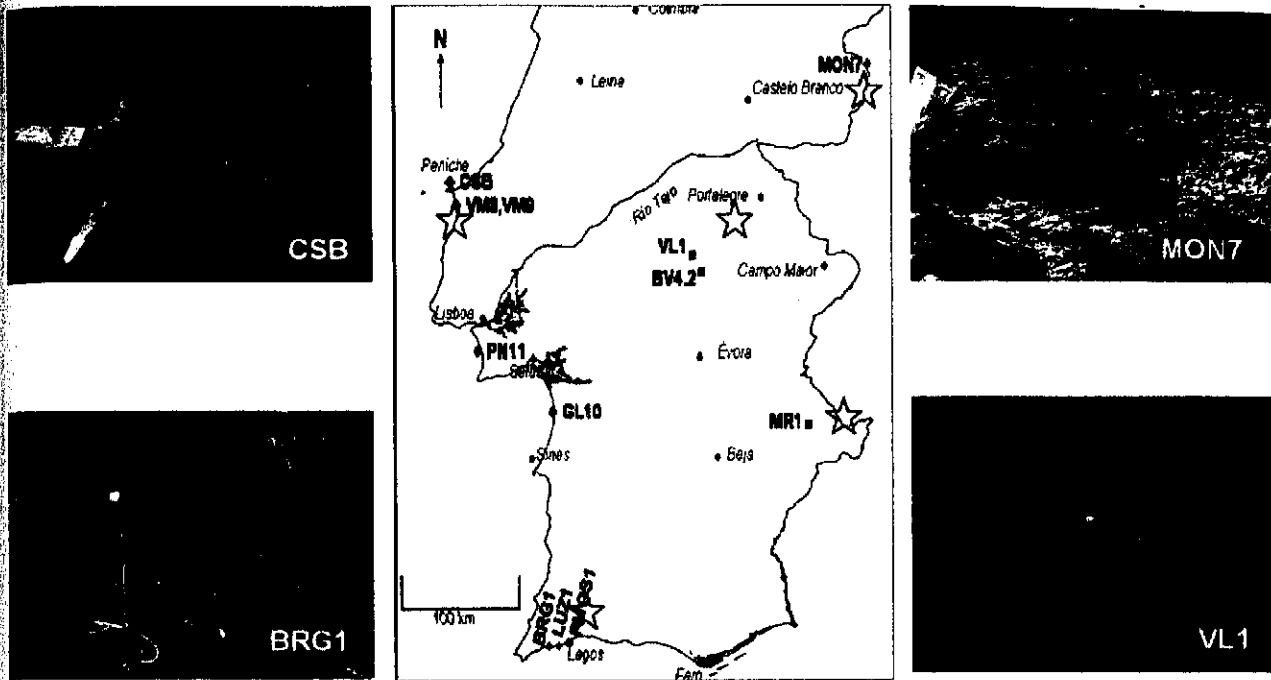 Coimbra
N
MON7
Leiria
Castelo Branco
Peniche
CSB
VM8,VM9
Rio Tejo
Portalegre
CSB
MON7
VL1
BV4.2
Campo Maior
Lisboa
PN11
Évora
Setúbal
GL10
MR1
Sines
Beja
100 km
BRG1
LUZ1
Lagos
Faro
BRG1
VL1